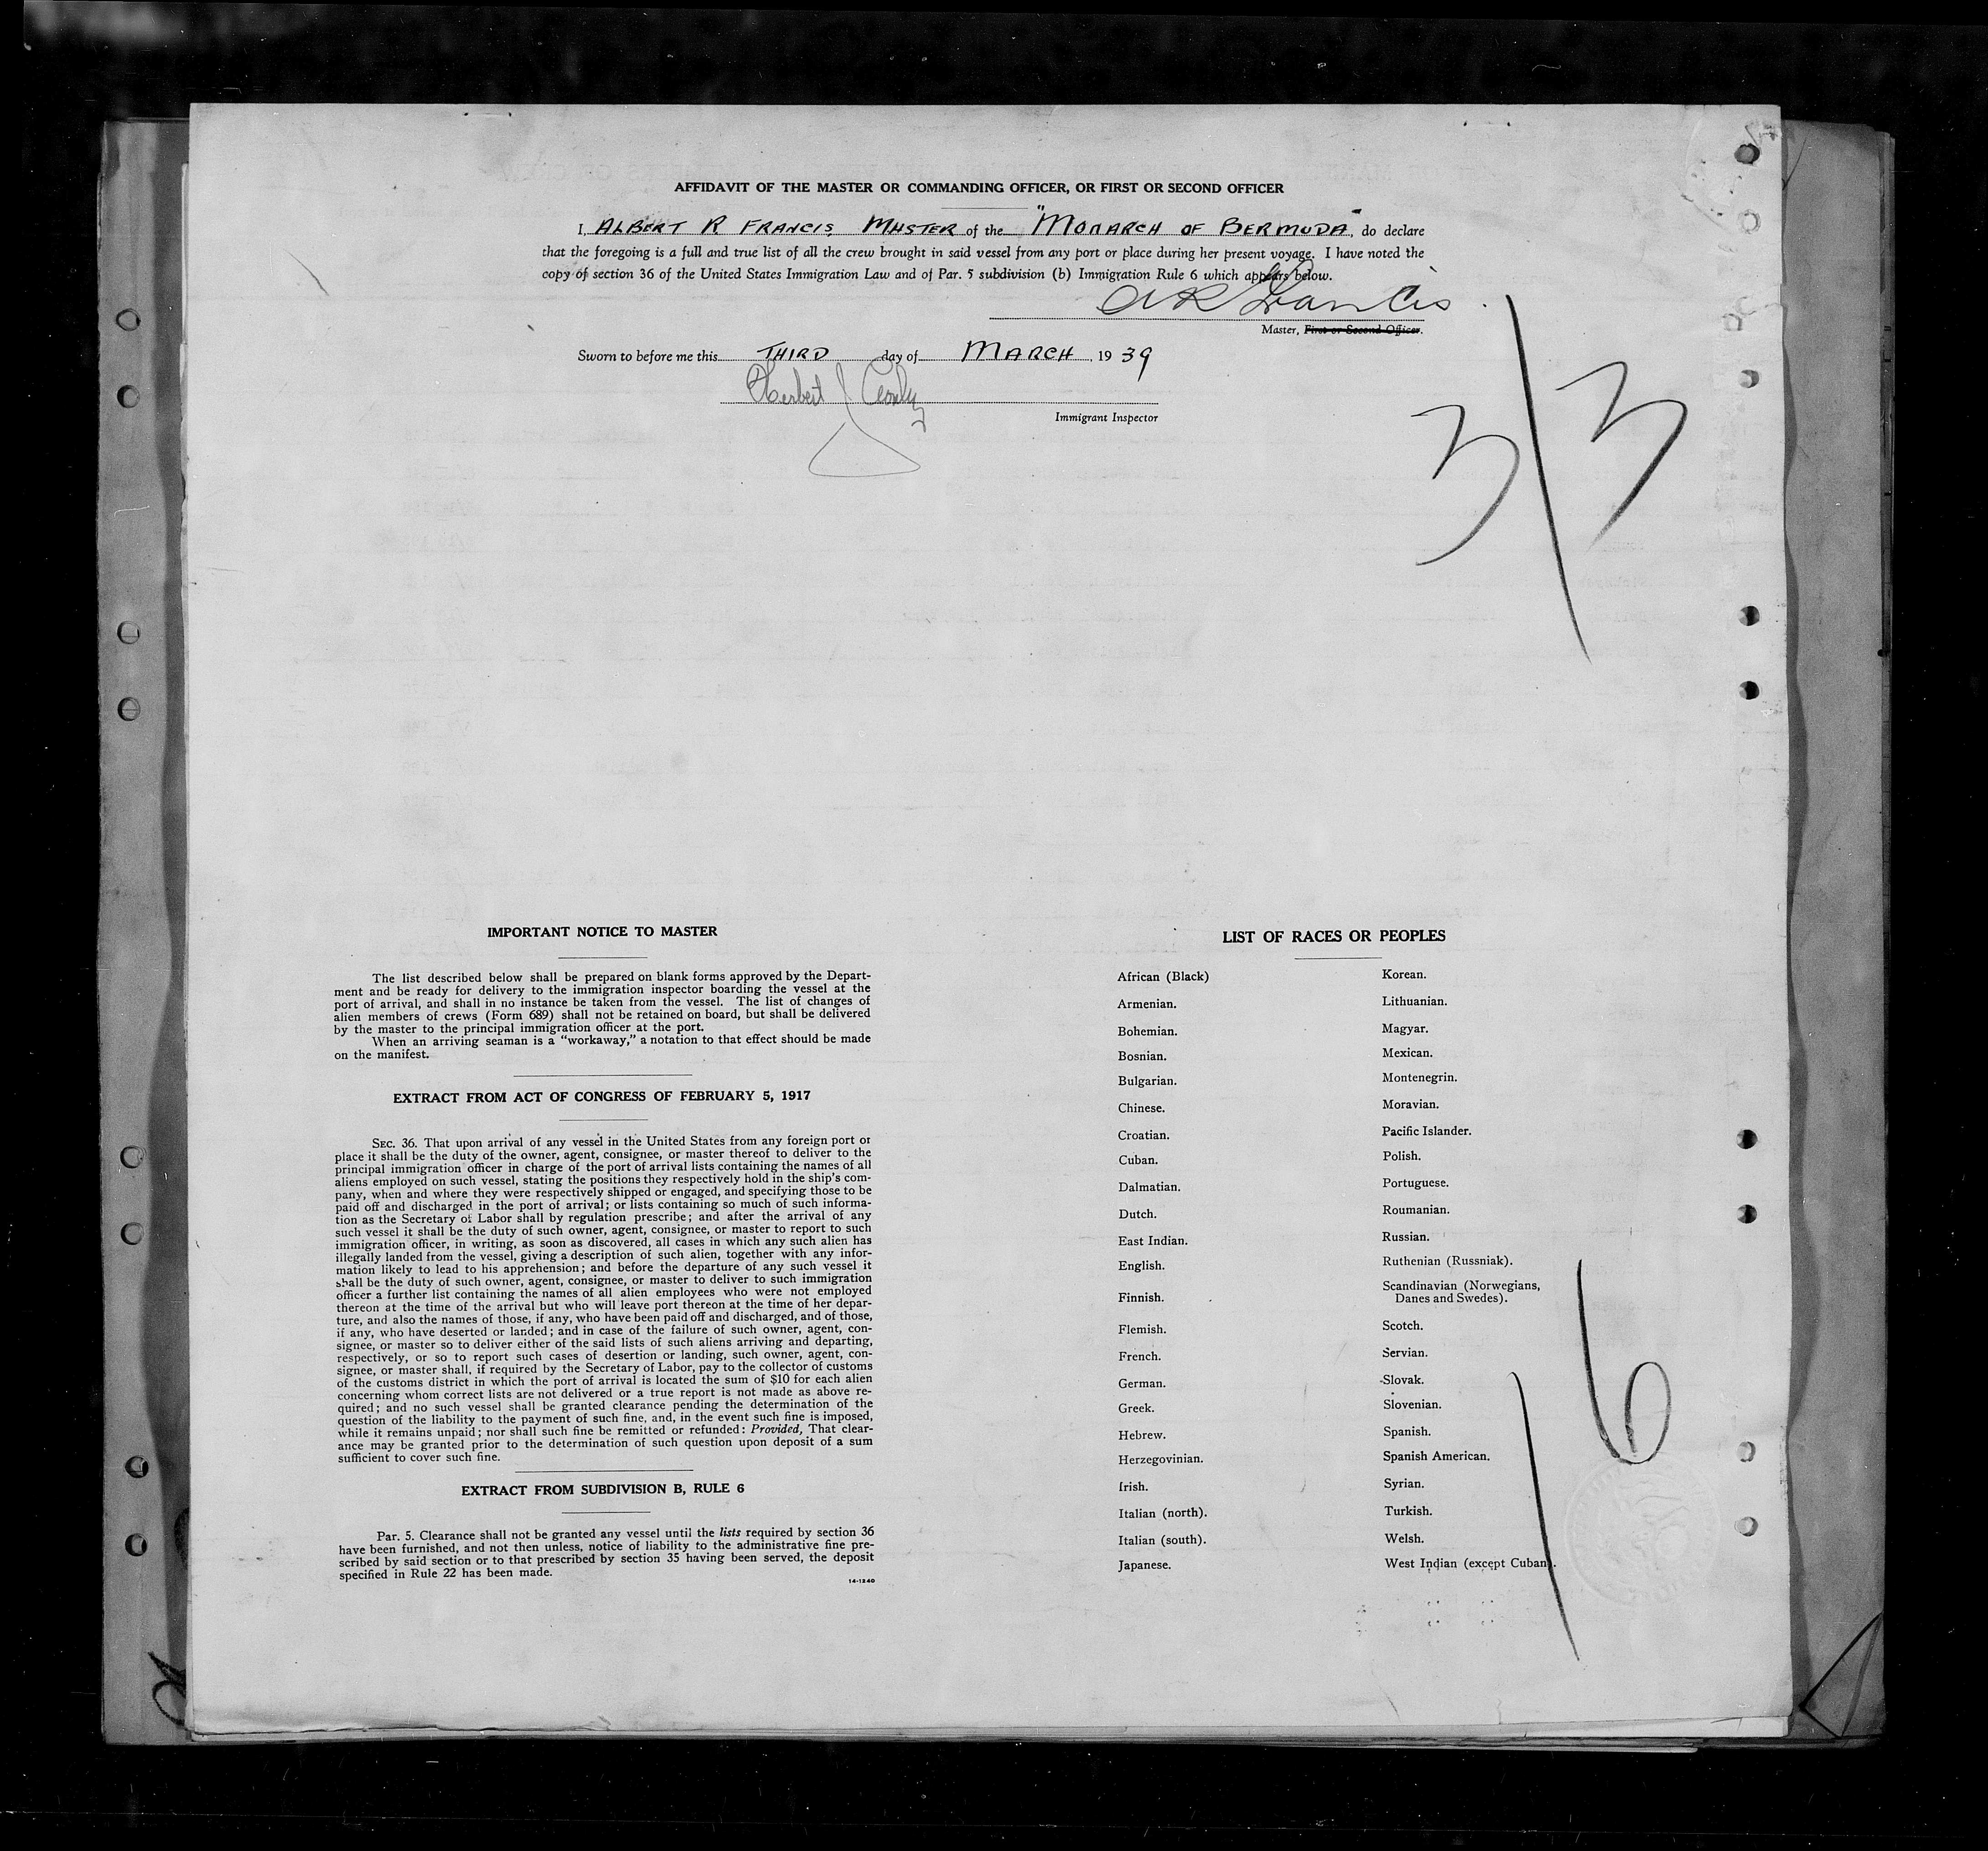 AFFIDAVIT OF THE MASTER OR COMMANDING OFFICER, OR FIRST OR SECOND OFFICER
I, ALBERT R FRANCIS MASTER of the "MONARCH OF BERMUDA", do declare
that the foregoing is a full and true list of all the crew brought in said vessel from any port or place during her present voyage. I have noted the
copy of section 36 of the United States Immigration Law and of Par. 5 subdivision (b) Immigration Rule 6 which appears below.
A R Francis
Master, First or Second Officer.
Sworn to before me this THIRD day of MARCH, 19 39
Herbert J
Immigrant Inspector
3/3
IMPORTANT NOTICE TO MASTER
The list described below shall be prepared on blank forms approved by the Depart-
ment and be ready for delivery to the immigration inspector boarding the vessel at the
port of arrival, and shall in no instance be taken from the vessel. The list of changes of
alien members of crews (Form 689) shall not be retained on board, but shall be delivered
by the master to the principal immigration officer at the port.
When an arriving seaman is a "workaway," a notation to that effect should be made
on the manifest.
EXTRACT FROM ACT OF CONGRESS OF FEBRUARY 5, 1917
SEC. 36. That upon arrival of any vessel in the United States from any foreign port or
place it shall be the duty of the owner, agent, consignee, or master thereof to deliver to the
principal immigration officer in charge of the port of arrival lists containing the names of all
aliens employed on such vessel, stating the positions they respectively hold in the ship's com-
pany, when and where they were respectively shipped or engaged, and specifying those to be
paid off and discharged in the port of arrival; or lists containing so much of such informa-
tion as the Secretary of Labor shall by regulation prescribe; and after the arrival of any
such vessel it shall be the duty of such owner, agent, consignee, or master to report to such
immigration officer, in writing, as soon as discovered, all cases in which any such alien has
illegally landed from the vessel, giving a description of such alien, together with any infor-
mation likely to lead to his apprehension; and before the departure of any such vessel it
shall be the duty of such owner, agent, consignee, or master to deliver to such immigration
officer a further list containing the names of all alien employees who were not employed
thereon at the time of the arrival but who will leave port thereon at the time of her depar-
ture, and also the names of those, if any, who have been paid off and discharged, and of those,
if any, who have deserted or landed; and in case of the failure of such owner, agent, con-
signee, or master so to deliver either of the said lists of such aliens arriving and departing,
respectively, or so to report such cases of desertion or landing, such owner, agent, con-
signee, or master shall, if required by the Secretary of Labor, pay to the collector of customs
of the customs district in which the port of arrival is located the sum of $10 for each alien
concerning whom correct lists are not delivered or a true report is not made as above re-
quired; and no such vessel shall be granted clearance pending the determination of the
question of the liability to the payment of such fine, and, in the event such fine is imposed,
while it remains unpaid; nor shall such fine be remitted or refunded: Provided, That clear-
ance may be granted prior to the determination of such question upon deposit of a sum
sufficient to cover such fine.
EXTRACT FROM SUBDIVISION B, RULE 6
Par. 5. Clearance shall not be granted any vessel until the lists required by section 36
have been furnished, and not then unless, notice of liability to the administrative fine pre-
scribed by said section or to that prescribed by section 35 having been served, the deposit
specified in Rule 22 has been made.
14-1240
LIST OF RACES OR PEOPLES
African (Black)
Armenian.
Bohemian.
Bosnian.
Bulgarian.
Chinese.
Croatian.
Cuban.
Dalmatian.
Dutch.
East Indian.
English.
Finnish.
Flemish.
French.
German.
Greek.
Hebrew.
Herzegovinian.
Irish.
Italian (north).
Italian (south).
Japanese.
Korean.
Lithuanian.
Magyar.
Mexican.
Montenegrin.
Moravian.
Pacific Islander.
Polish.
Portuguese.
Roumanian.
Russian.
Ruthenian (Russniak).
Scandinavian (Norwegians,
Danes and Swedes).
Scotch.
Servian.
Slovak.
Slovenian.
Spanish.
Spanish American.
Syrian.
Turkish.
Welsh.
West Indian (except Cuban).
16